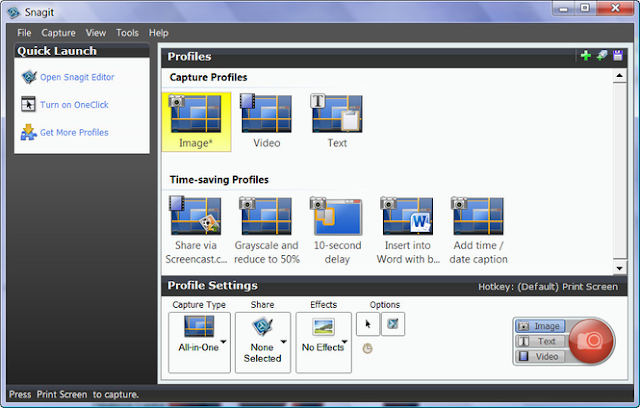 Snagit
File Capture View Tools Help
Quick Launch
Open Snagit Editor
Turn on OneClick
Get More Profiles
Profiles
Capture Profiles
Image*
Video
Text
Time-saving Profiles
Share via
Screencast.c...
Grayscale and
reduce to 50%
10-second
delay
Insert into
Word with b...
Add time /
date caption
Profile Settings
Hotkey: (Default) Print Screen
Capture Type
Share
Effects
Options
All-in-One
None
Selected
No Effects
Image
Text
Video
Press Print Screen to capture.